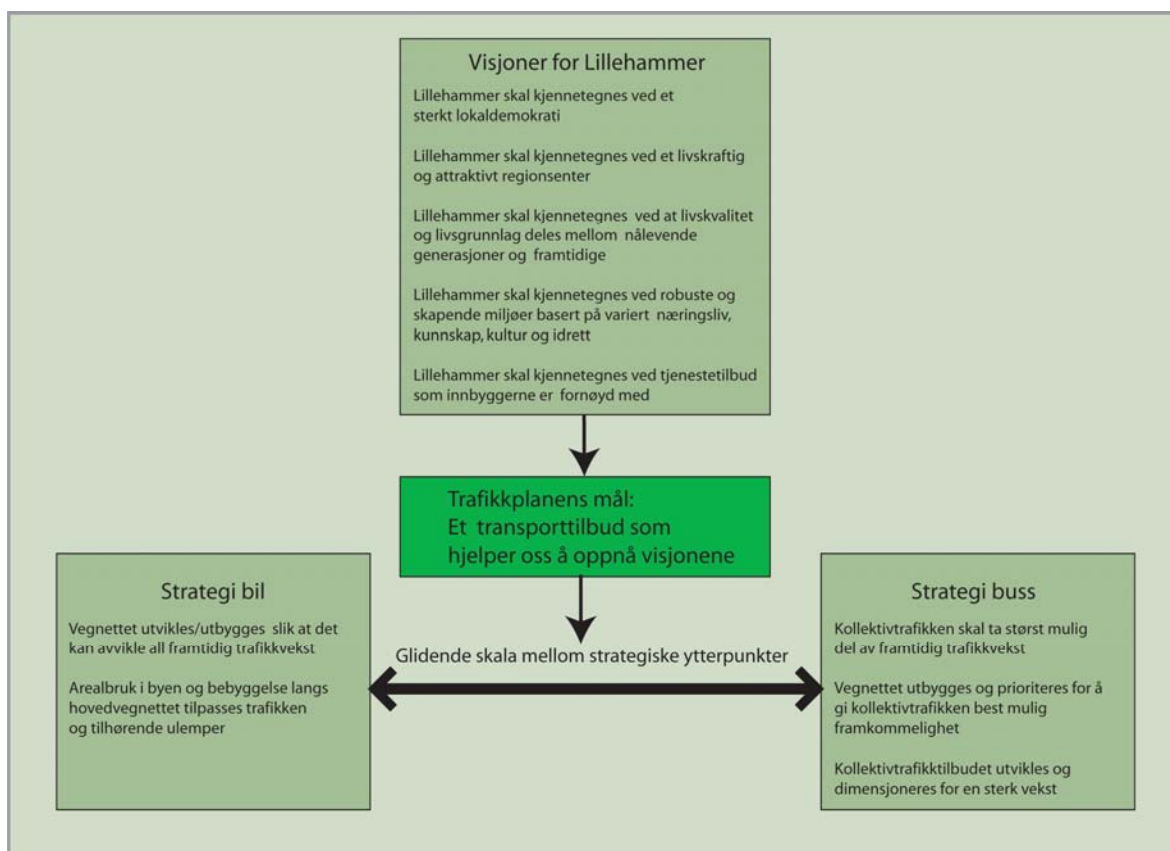 Visjoner for Lillehammer
Lillehammer skal kjennetegnes ved et
sterkt lokaldemokrati
Lillehammer skal kjennetegnes ved et livskraftig
og attraktivt regionsenter
Lillehammer skal kjennetegnes ved at livskvalitet
og livsgrunnlag deles mellom nålevende
generasjoner og framtidige
Lillehammer skal kjennetegnes ved robuste og
skapende miljøer basert på variert næringsliv,
kunnskap, kultur og idrett
Lillehammer skal kjennetegnes ved tjenestetilbud
som innbyggerne er fornøyd med
Trafikkplanens mål:
Et transporttilbud som
hjelper oss å oppnå visjonene
Strategi bil
Vegnettet utvikles/utbygges slik at det
kan avvikle all framtidig trafikkvekst
Arealbruk i byen og bebyggelse langs
hovedvegnettet tilpasses trafikken
og tilhørende ulemper
Glidende skala mellom strategiske ytterpunkter
Strategi buss
Kollektivtrafikken skal ta størst mulig
del av framtidig trafikkvekst
Vegnettet utbygges og prioriteres for å
gi kollektivtrafikken best mulig
framkommelighet
Kollektivtrafikktilbudet utvikles og
dimensjoneres for en sterk vekst